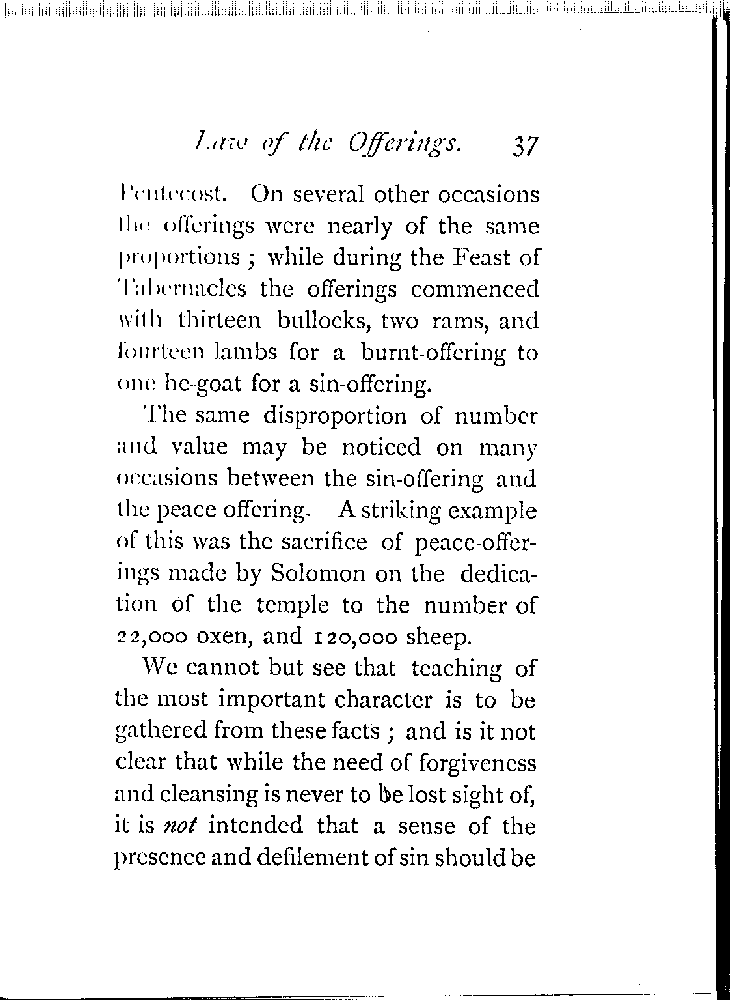 Law of the Offerings. 37
Pentecost. On several other occasions
the offerings were nearly of the same
proportions ; while during the Feast of
Tabernacles the offerings commenced
with thirteen bullocks, two rams, and
fourteen lambs for a burnt-offering to
one he-goat for a sin-offering.
The same disproportion of number
and value may be noticed on many
occasions between the sin-offering and
the peace offering. A striking example
of this was the sacrifice of peace-offer-
ings made by Solomon on the dedica-
tion of the temple to the number of
22,000 oxen, and 120,000 sheep.
We cannot but see that teaching of
the most important character is to be
gathered from these facts ; and is it not
clear that while the need of forgiveness
and cleansing is never to be lost sight of,
it is not intended that a sense of the
presence and defilement of sin should be